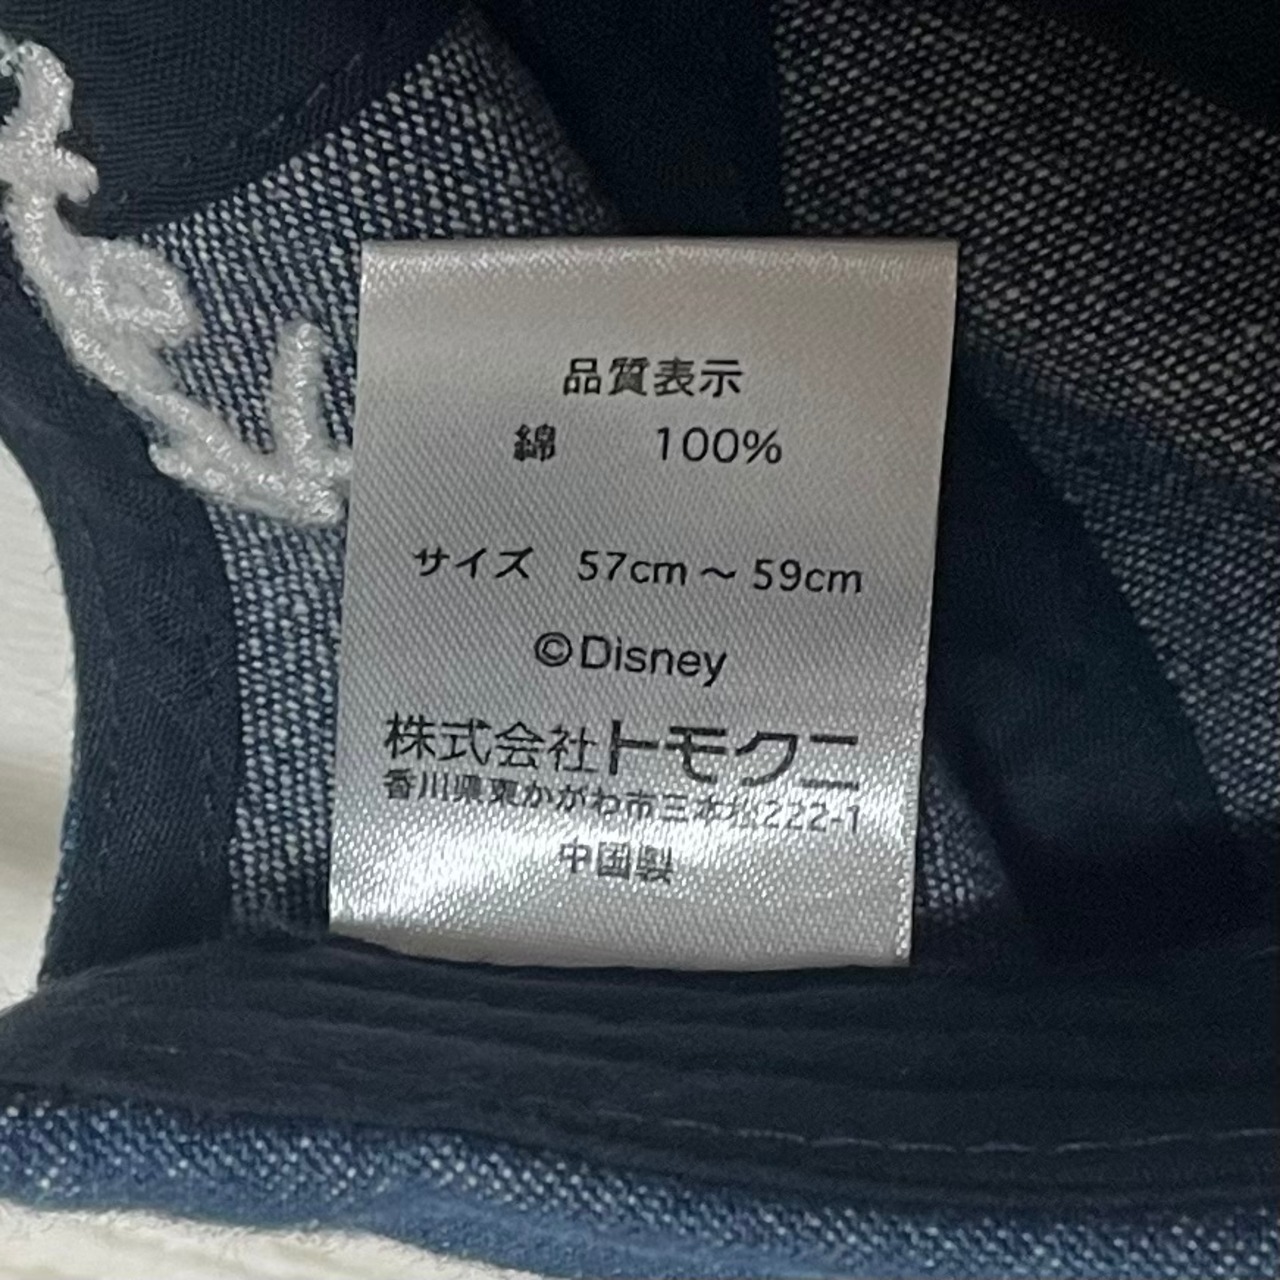 品質表示
綿 100%
サイズ 57cm～59cm
©Disney
株式会社トモクニ
香川県東かがわ市三本松222-1
中国製